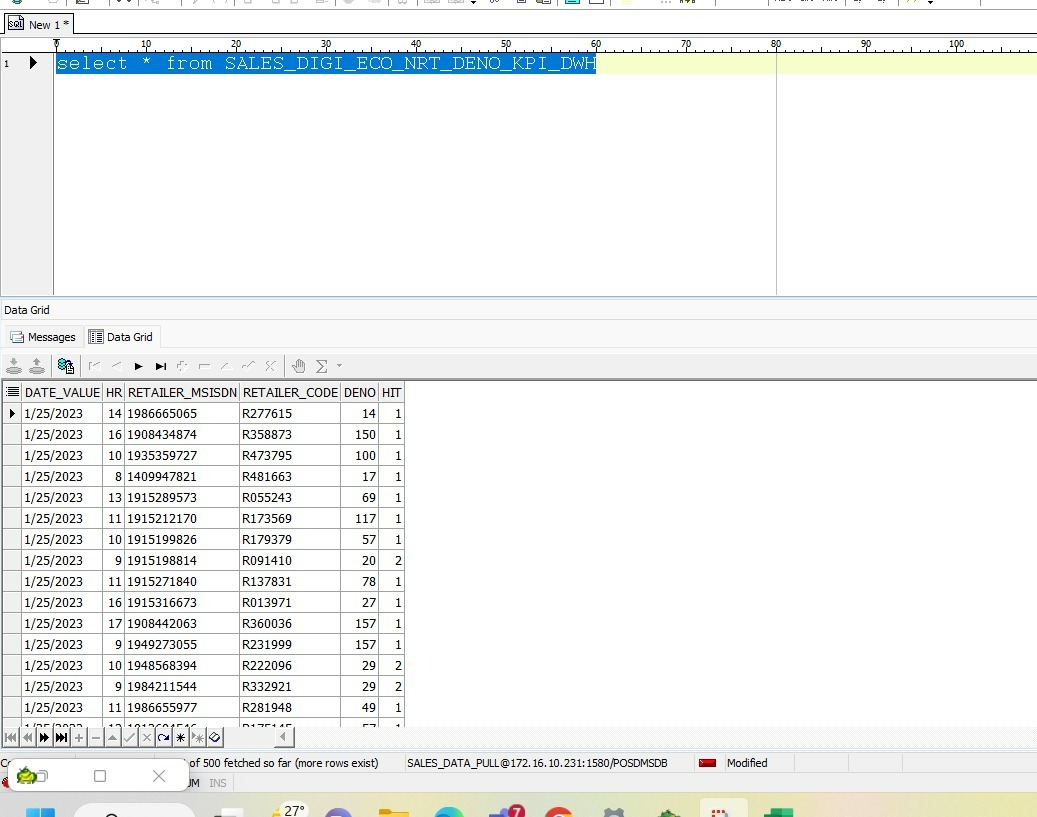 New 1 *
0 10 20 30 40 50 60 70 80 90 100
1 select * from SALES_DIGI_ECO_NRT_DENO_KPI_DWH
Data Grid
Messages Data Grid
DATE_VALUE HR RETAILER_MSISDN RETAILER_CODE DENO HIT
1/25/2023 14 1986665065 R277615 14 1
1/25/2023 16 1908434874 R358873 150 1
1/25/2023 10 1935359727 R473795 100 1
1/25/2023 8 1409947821 R481663 17 1
1/25/2023 13 1915289573 R055243 69 1
1/25/2023 11 1915212170 R173569 117 1
1/25/2023 10 1915199826 R179379 57 1
1/25/2023 9 1915198814 R091410 20 2
1/25/2023 11 1915271840 R137831 78 1
1/25/2023 16 1915316673 R013971 27 1
1/25/2023 17 1908442063 R360036 157 1
1/25/2023 9 1949273055 R231999 157 1
1/25/2023 10 1948568394 R222096 29 2
1/25/2023 9 1984211544 R332921 29 2
1/25/2023 11 1986655977 R281948 49 1
of 500 fetched so far (more rows exist) SALES_DATA_PULL@172.16.10.231:1580/POSDMSDB Modified
INS
27° 7